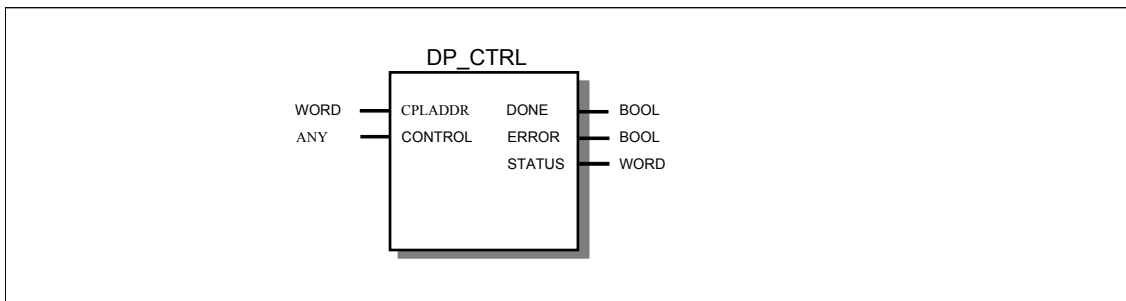 DP_CTRL
WORD CPLADDR DONE BOOL
ANY CONTROL ERROR BOOL
STATUS WORD